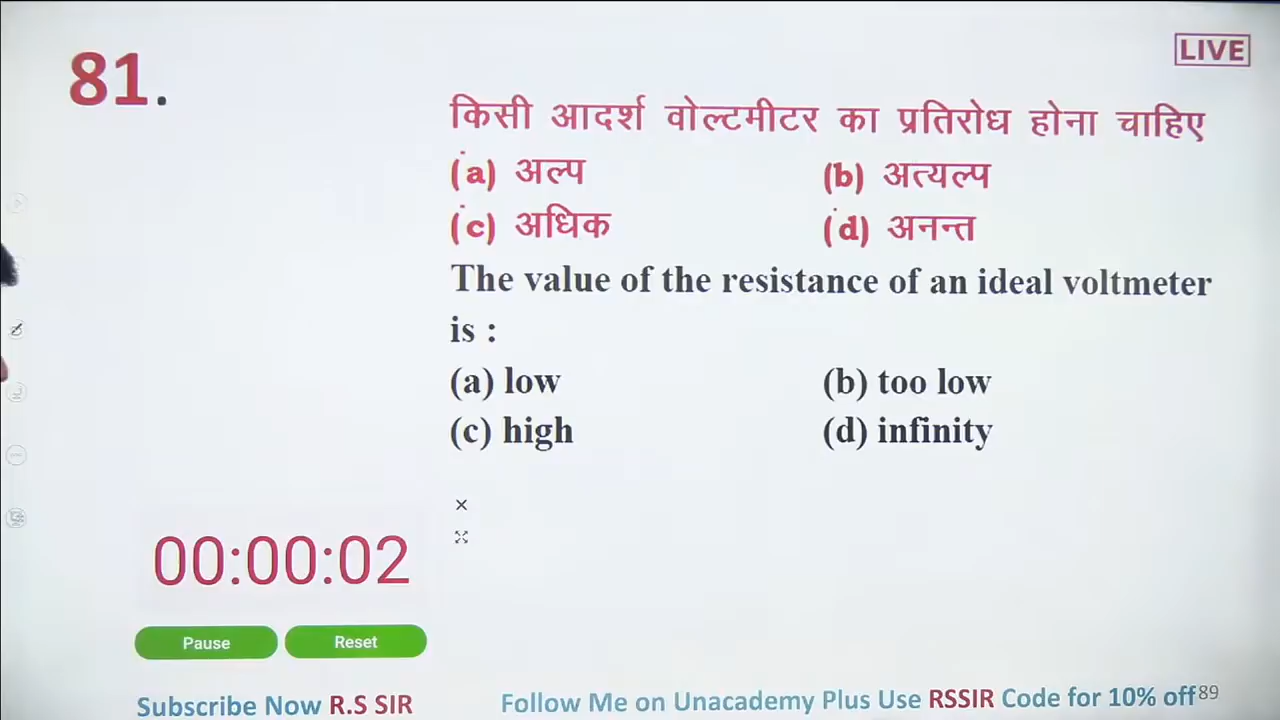 81.
LIVE
किसी आदर्श वोल्टमीटर का प्रतिरोध होना चाहिए
(a) अल्प (b) अत्यल्प
(c) अधिक (d) अनन्त
The value of the resistance of an ideal voltmeter
is :
(a) low (b) too low
(c) high (d) infinity
00:00:02
Pause Reset
Subscribe Now R.S SIR Follow Me on Unacademy Plus Use RSSIR Code for 10% off 89